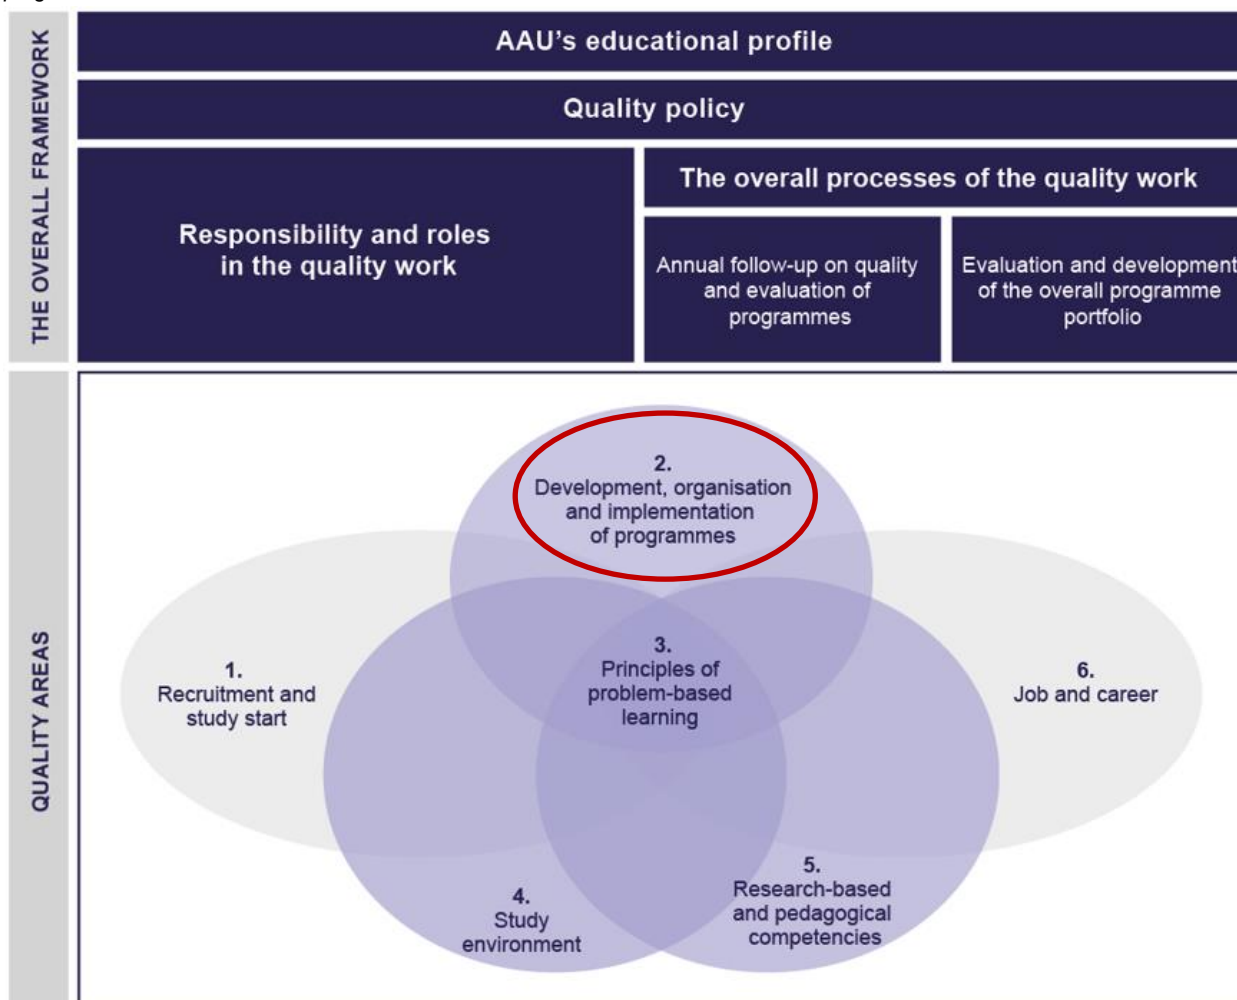 THE OVERALL FRAMEWORK
AAU's educational profile
Quality policy
Responsibility and roles
in the quality work
The overall processes of the quality work
Annual follow-up on quality
and evaluation of
programmes
Evaluation and development
of the overall programme
portfolio
QUALITY AREAS
1.
Recruitment and
study start
2.
Development, organisation
and implementation
of programmes
3.
Principles of
problem-based
learning
4.
Study
environment
5.
Research-based
and pedagogical
competencies
6.
Job and career